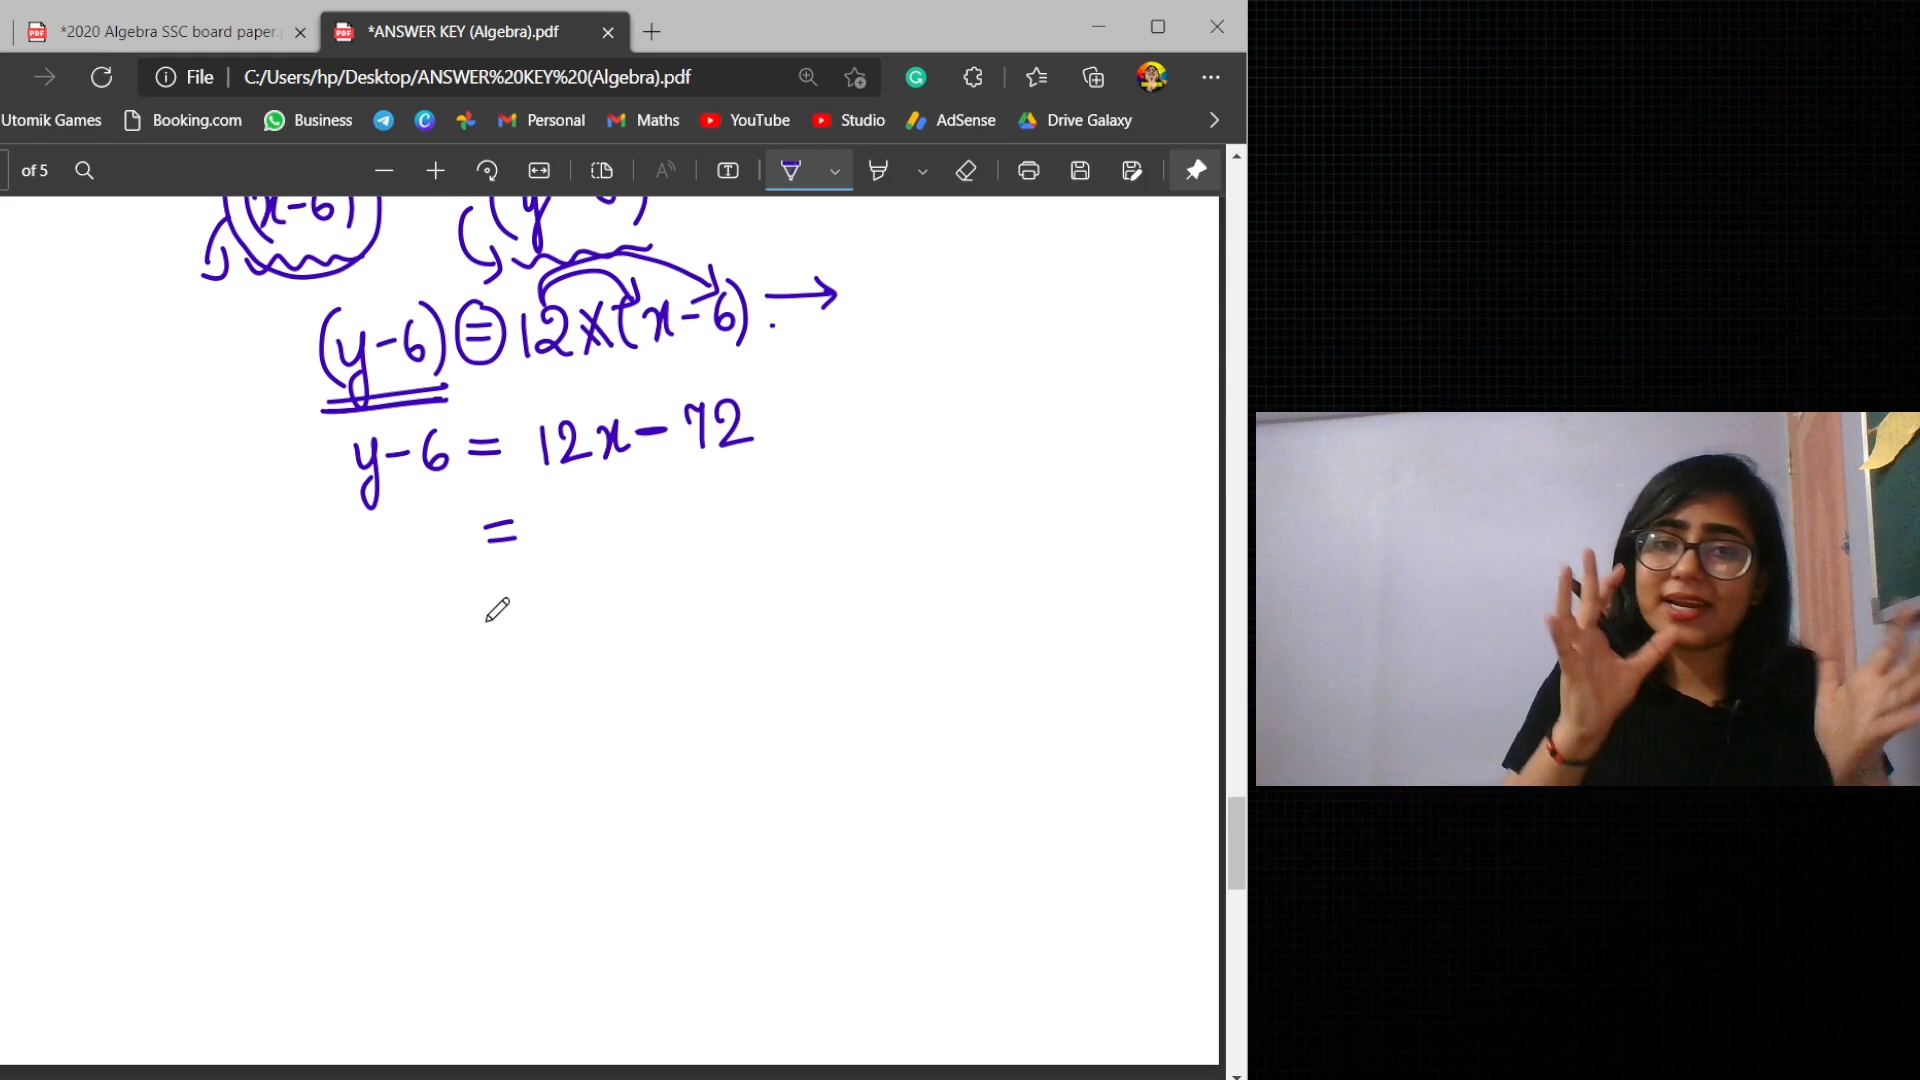 *2020 Algebra SSC board paper.
*ANSWER KEY (Algebra).pdf
File C:/Users/hp/Desktop/ANSWER%20KEY%20(Algebra).pdf
Utomik Games Booking.com Business Personal Maths YouTube Studio AdSense Drive Galaxy
of 5
(x-6)
(y-6) = 12x(x-6).
y-6 = 12x-72
=